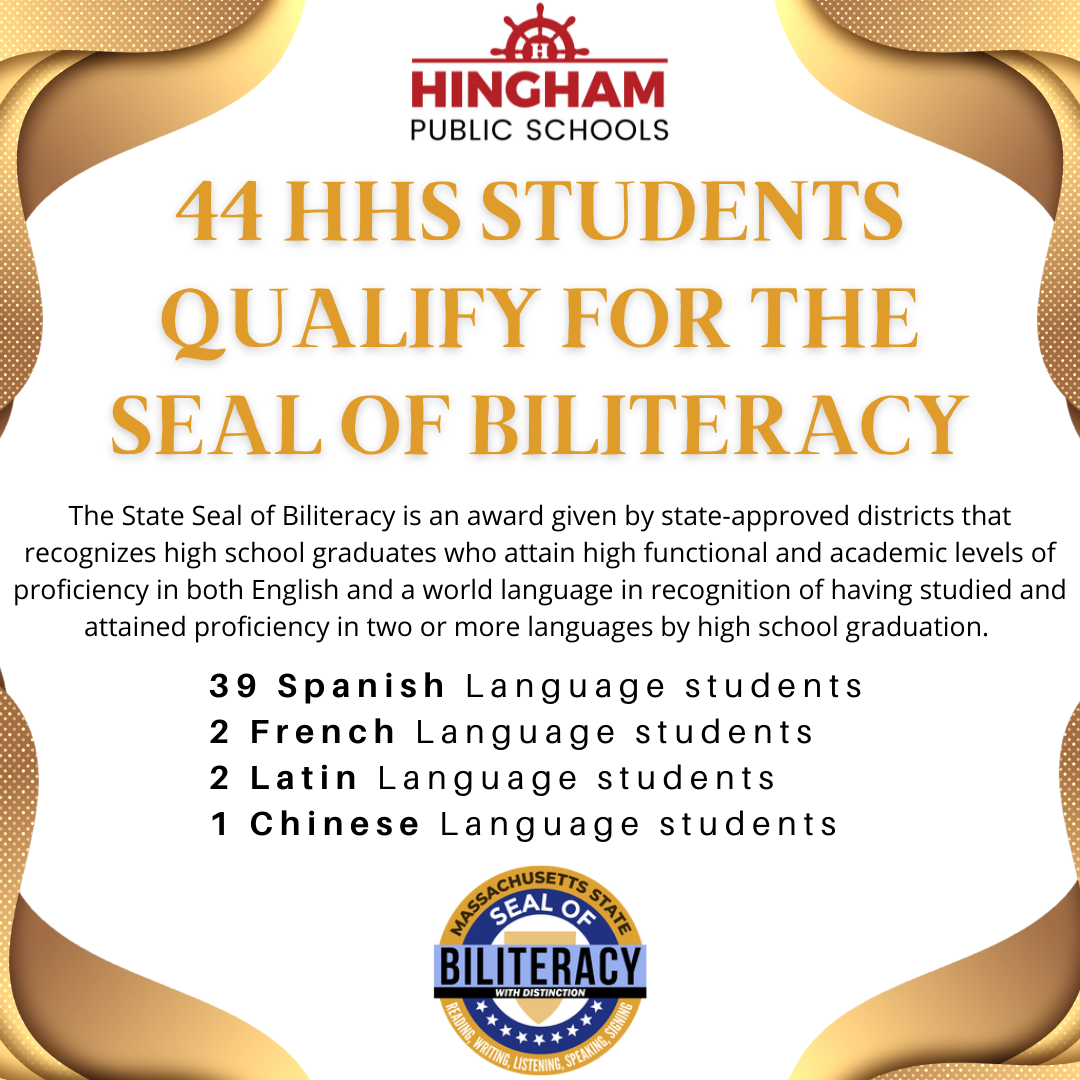 H
HINGHAM
PUBLIC SCHOOLS
44 HHS STUDENTS
QUALIFY FOR THE
SEAL OF BILITERACY
The State Seal of Biliteracy is an award given by state-approved districts that
recognizes high school graduates who attain high functional and academic levels of
proficiency in both English and a world language in recognition of having studied and
attained proficiency in two or more languages by high school graduation.
39 Spanish Language students
2 French Language students
2 Latin Language students
1 Chinese Language students
MASSACHUSETTS STATE
SEAL OF
BILITERACY
WITH DISTINCTION
READING, WRITING, LISTENING, SPEAKING, SIGNING